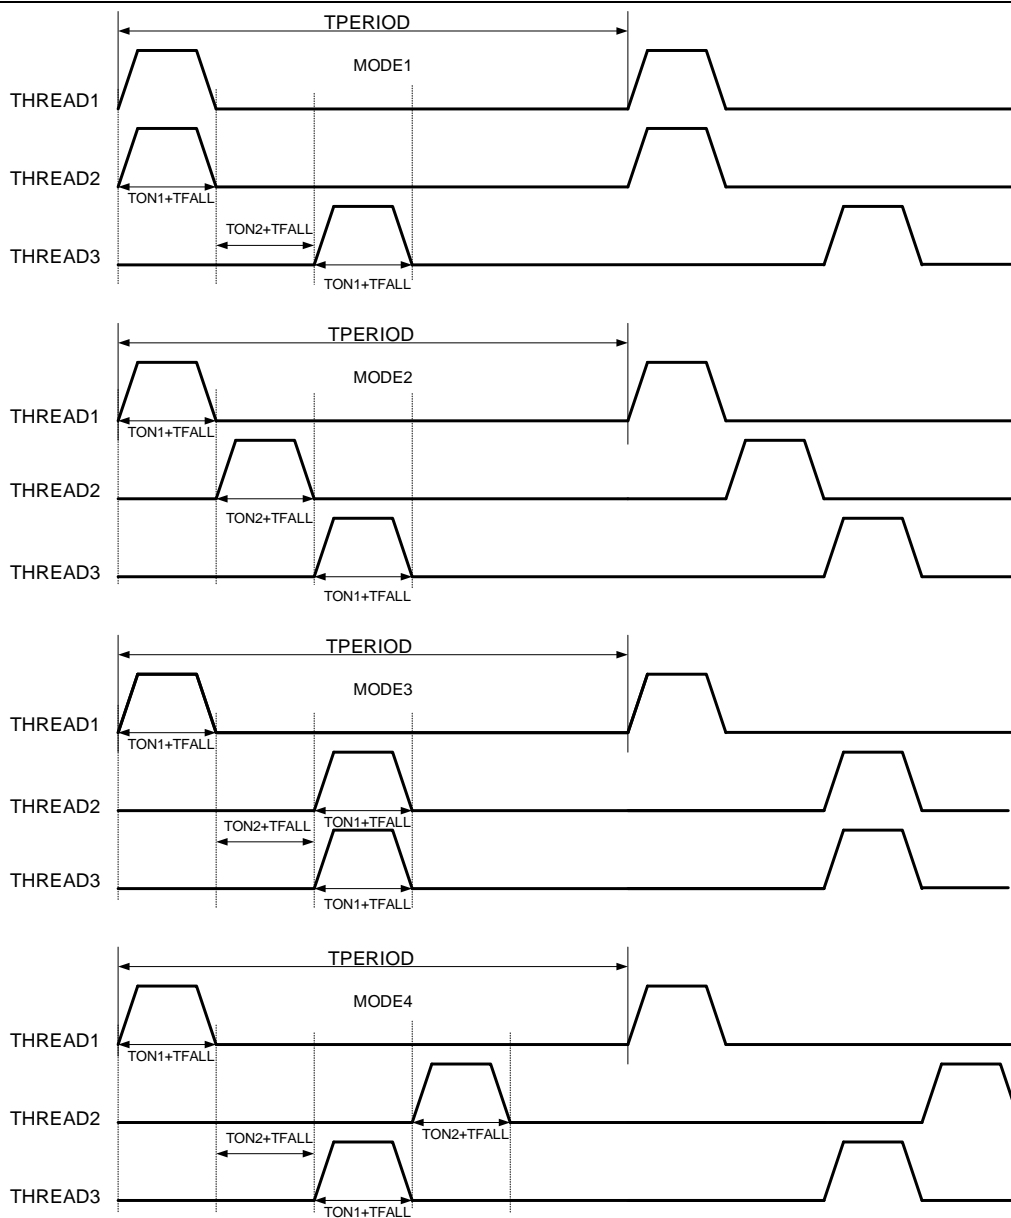 TPERIOD
MODE1
THREAD1
THREAD2
TON1+TFALL
TON2+TFALL
THREAD3
TON1+TFALL
TPERIOD
MODE2
THREAD1
TON1+TFALL
THREAD2
TON2+TFALL
THREAD3
TON1+TFALL
TPERIOD
MODE3
THREAD1
TON1+TFALL
THREAD2
TON1+TFALL
TON2+TFALL
THREAD3
TON1+TFALL
TPERIOD
MODE4
THREAD1
TON1+TFALL
THREAD2
TON2+TFALL
TON2+TFALL
THREAD3
TON1+TFALL